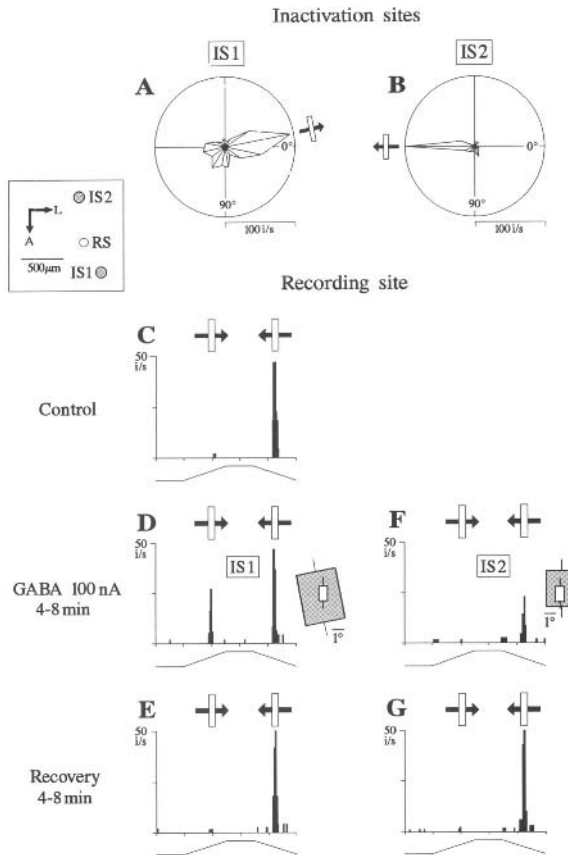 Inactivation sites
IS1
IS2
A
B
0°
0°
90°
90°
100 i/s
100 i/s
IS2
L
A
RS
500µm
IS1
Recording site
C
50
i/s
Control
D
F
50
i/s
50
i/s
IS1
IS2
GABA 100 nA
4-8 min
1°
1°
E
G
50
i/s
50
i/s
Recovery
4-8 min